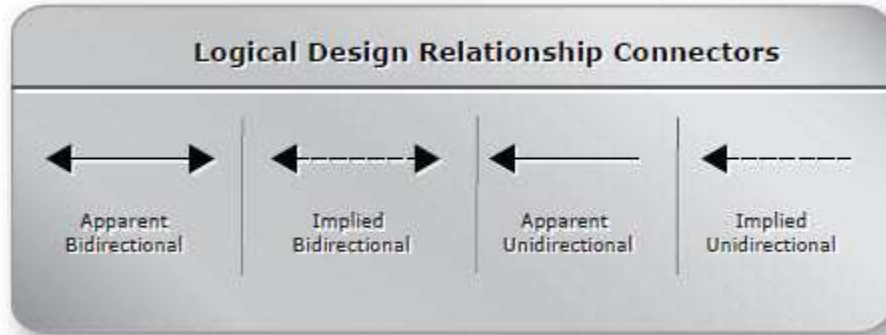 Logical Design Relationship Connectors
Apparent
Bidirectional
Implied
Bidirectional
Apparent
Unidirectional
Implied
Unidirectional